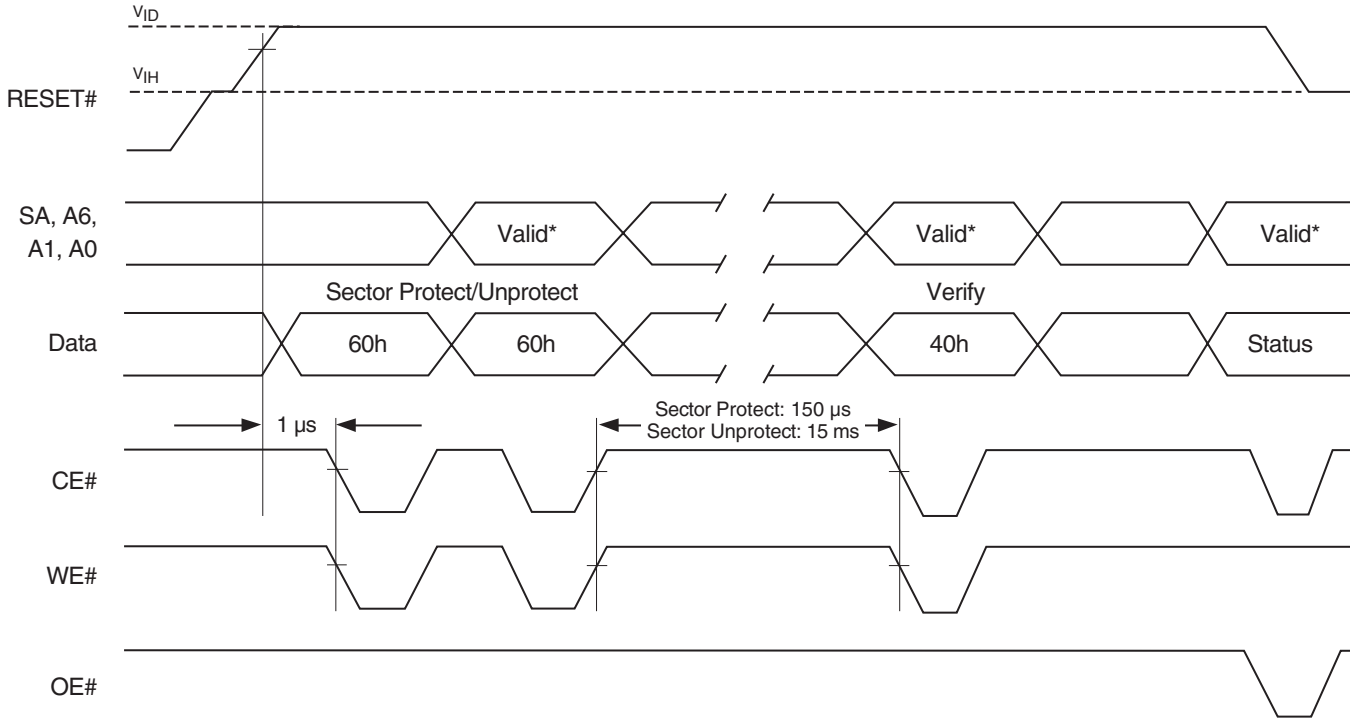 VID
VIH
RESET#
SA, A6,
A1, A0
Valid*
Valid*
Valid*
Sector Protect/Unprotect
Verify
Data
60h
60h
40h
Status
1 µs
Sector Protect: 150 µs
Sector Unprotect: 15 ms
CE#
WE#
OE#